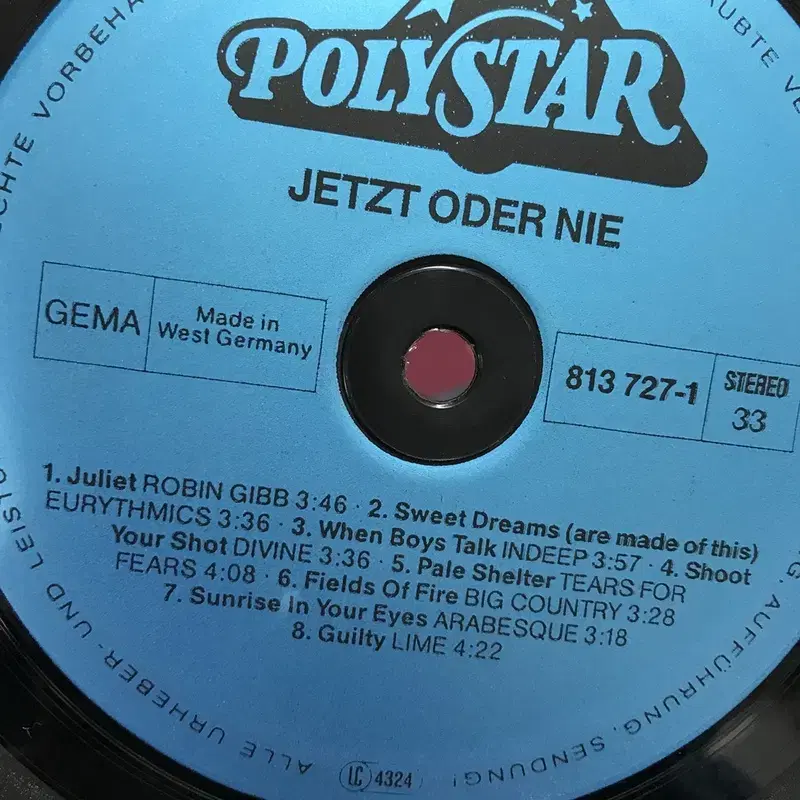 POLYSTAR
JETZT ODER NIE
GEMA
Made in
West Germany
813 727-1
STEREO
33
1. Juliet ROBIN GIBB 3:46 · 2. Sweet Dreams (are made of this)
EURYTHMICS 3:36 · 3. When Boys Talk INDEEP 3:57 · 4. Shoot
Your Shot DIVINE 3:36 · 5. Pale Shelter TEARS FOR
FEARS 4:08 · 6. Fields Of Fire BIG COUNTRY 3:28
7. Sunrise In Your Eyes ARABESQUE 3:18
8. Guilty LIME 4:22
ALLE URHEBER- UND
VORBEHA
AUFFÜHRUNG, SENDUNG!
LC 4324